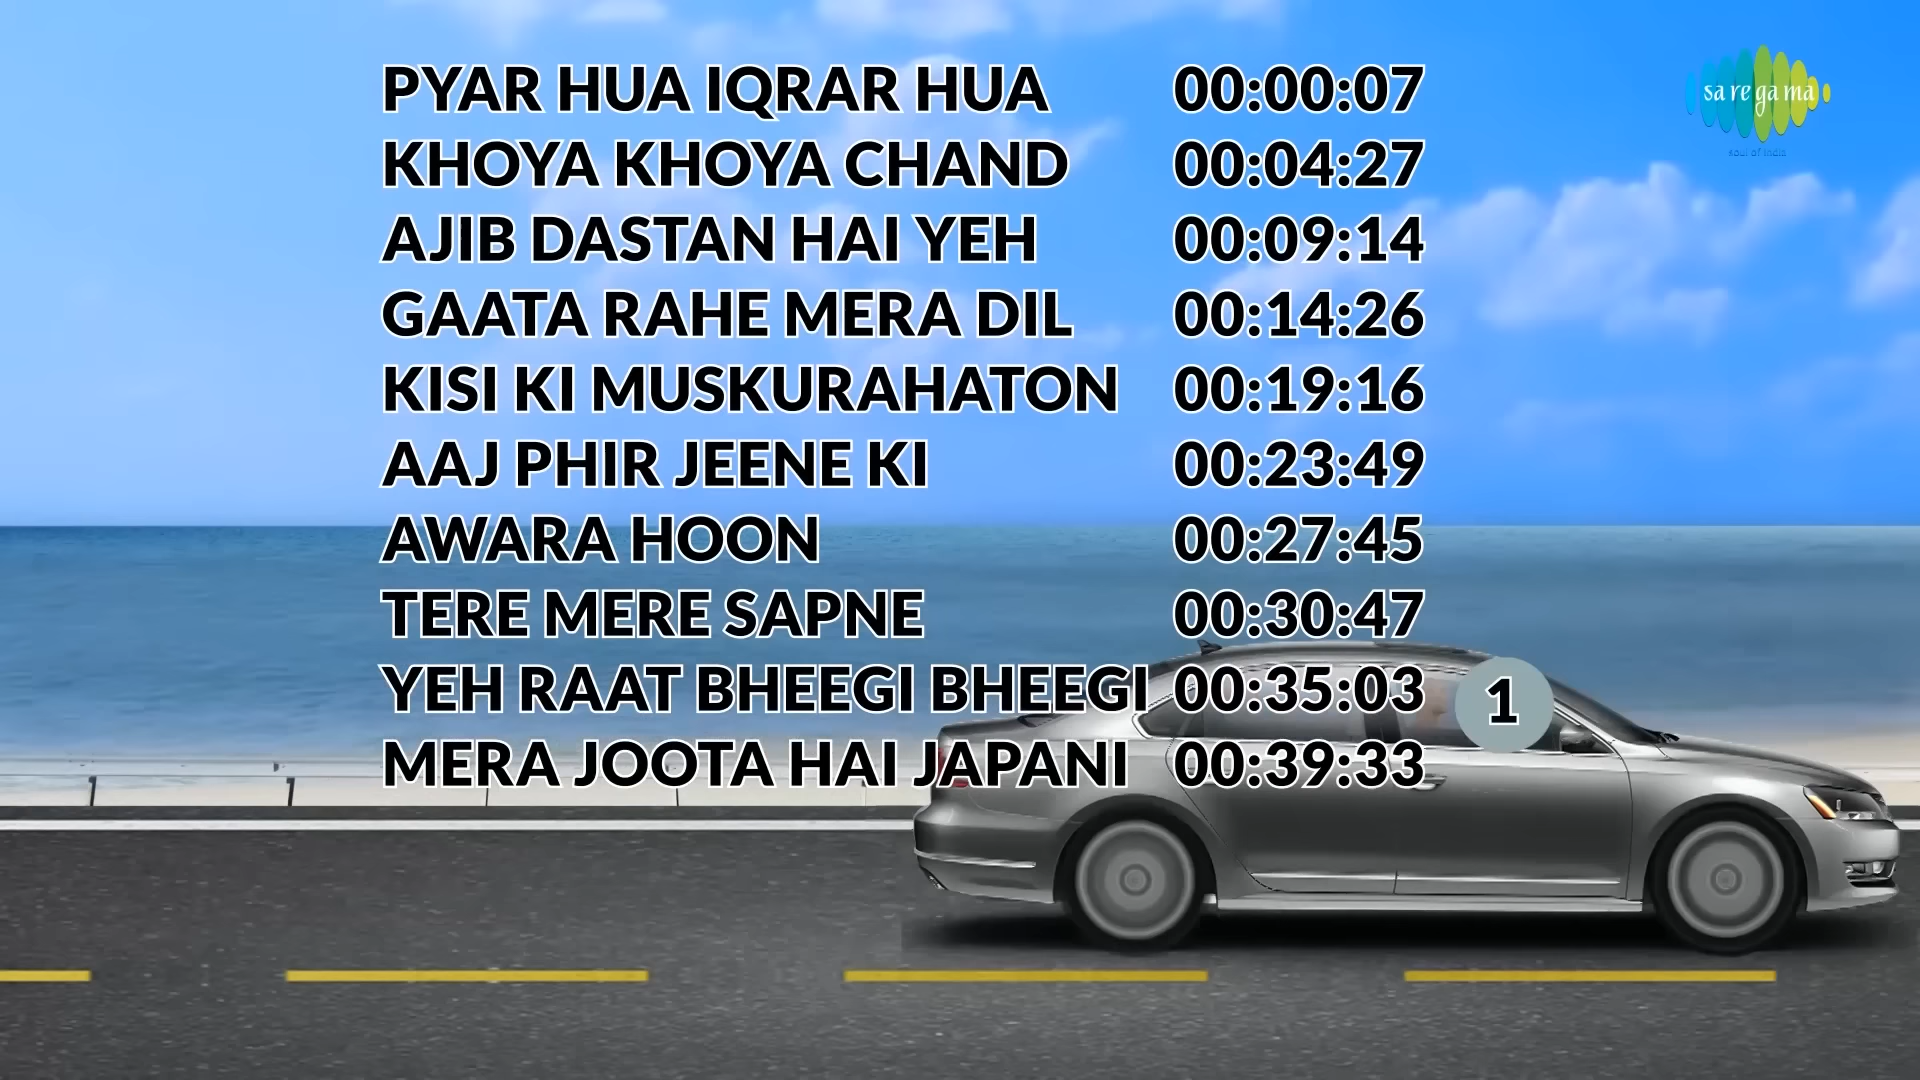 PYAR HUA IQRAR HUA 00:00:07
KHOYA KHOYA CHAND 00:04:27
AJIB DASTAN HAI YEH 00:09:14
GAATA RAHE MERA DIL 00:14:26
KISI KI MUSKURAHATON 00:19:16
AAJ PHIR JEENE KI 00:23:49
AWARA HOON 00:27:45
TERE MERE SAPNE 00:30:47
YEH RAAT BHEEGI BHEEGI 00:35:03
MERA JOOTA HAI JAPANI 00:39:33
1
sa re ga ma
soul of india